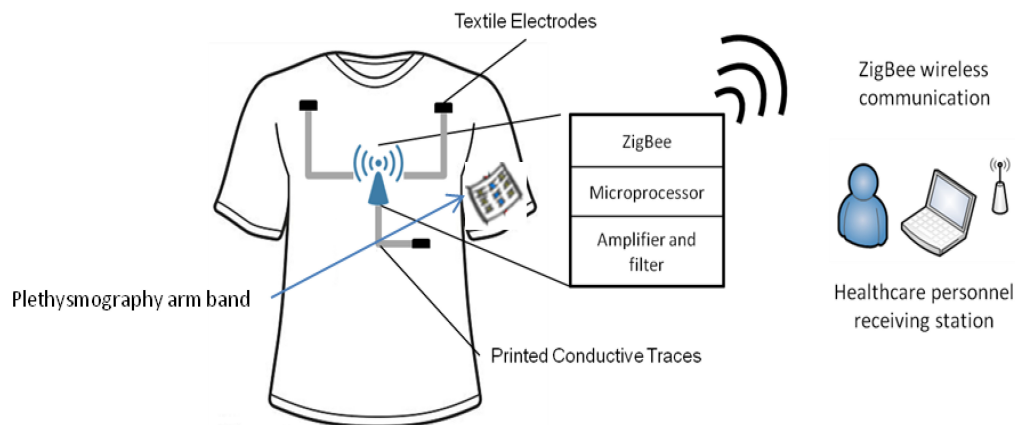 Textile Electrodes
ZigBee wireless
communication
ZigBee
Microprocessor
Amplifier and
filter
Plethysmography arm band
Healthcare personnel
receiving station
Printed Conductive Traces